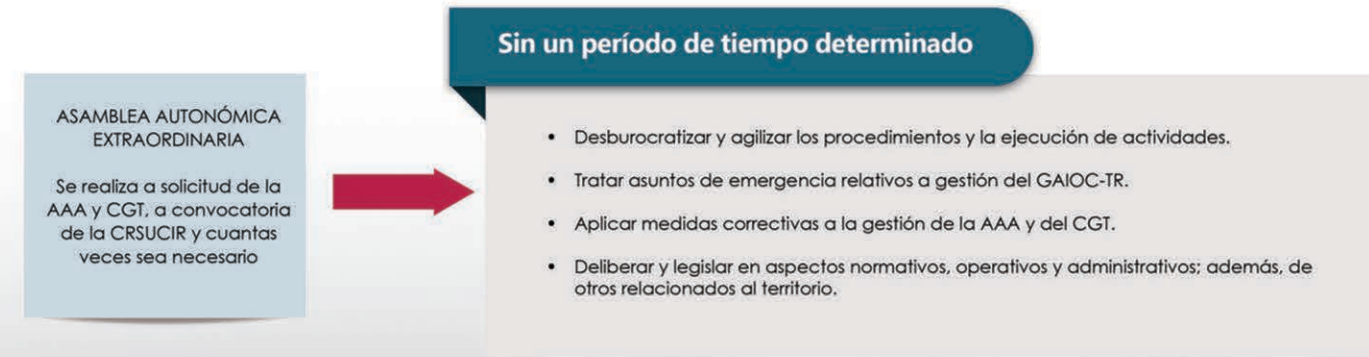 Sin un período de tiempo determinado
ASAMBLEA AUTONÓMICA
EXTRAORDINARIA
Se realiza a solicitud de la
AAA y CGT, a convocatoria
de la CRSUCIR y cuantas
veces sea necesario
• Desburocratizar y agilizar los procedimientos y la ejecución de actividades.
• Tratar asuntos de emergencia relativos a gestión del GAIOC-TR.
• Aplicar medidas correctivas a la gestión de la AAA y del CGT.
• Deliberar y legislar en aspectos normativos, operativos y administrativos; además, de
otros relacionados al territorio.